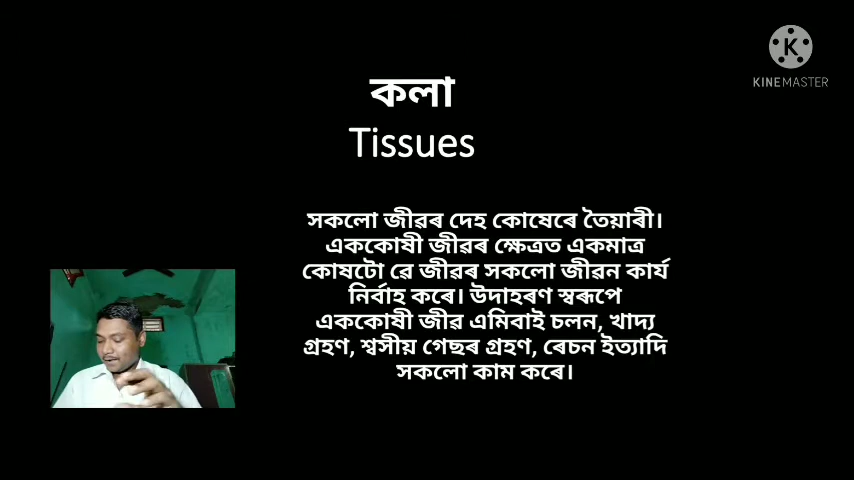 কলা
Tissues
সকলো জীৱৰ দেহ কোষেৰে তৈয়াৰী।
এককোষী জীৱৰ ক্ষেত্ৰত একমাত্ৰ
কোষটো ৱে জীৱৰ সকলো জীৱন কাৰ্য
নিৰ্বাহ কৰে। উদাহৰণ স্বৰূপে
এককোষী জীৱ এমিবাই চলন, খাদ্য
গ্ৰহণ, শ্বসীয় গেছৰ গ্ৰহণ, ৰেচন ইত্যাদি
সকলো কাম কৰে।
KINEMASTER